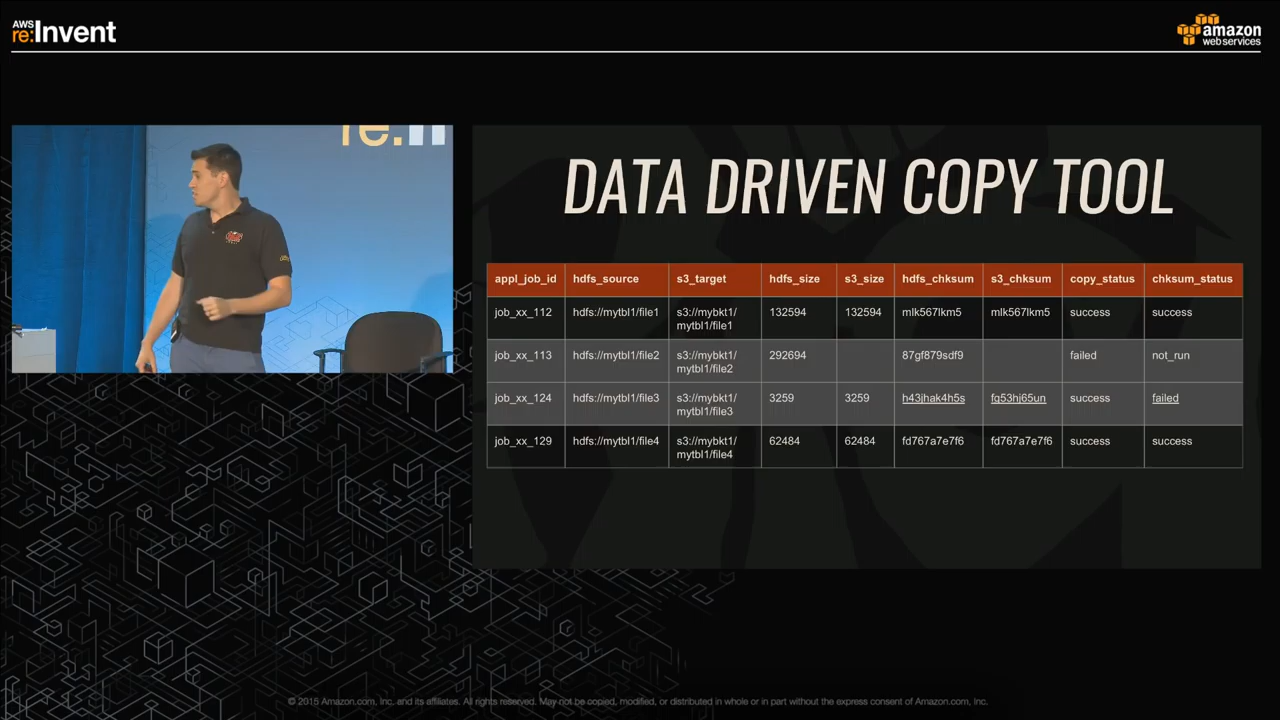 AWS
re:Invent
amazon
web services
re:In
DATA DRIVEN COPY TOOL
appl_job_id hdfs_source s3_target hdfs_size s3_size hdfs_chksum s3_chksum copy_status chksum_status
job_xx_112 hdfs://mytbl1/file1 s3://mybkt1/ 132594 132594 mlk567lkm5 mlk567lkm5 success success
mytbl1/file1
job_xx_113 hdfs://mytbl1/file2 s3://mybkt1/ 292694 87gf879sdf9 failed not_run
mytbl1/file2
job_xx_124 hdfs://mytbl1/file3 s3://mybkt1/ 3259 3259 h43jhak4h5s fg53hj65un success failed
mytbl1/file3
job_xx_129 hdfs://mytbl1/file4 s3://mybkt1/ 62484 62484 fd767a7e7f6 fd767a7e7f6 success success
mytbl1/file4
© 2015 Amazon.com, Inc. and its affiliates. All rights reserved. May not be copied, modified, or distributed in whole or in part without the express consent of Amazon.com, Inc.